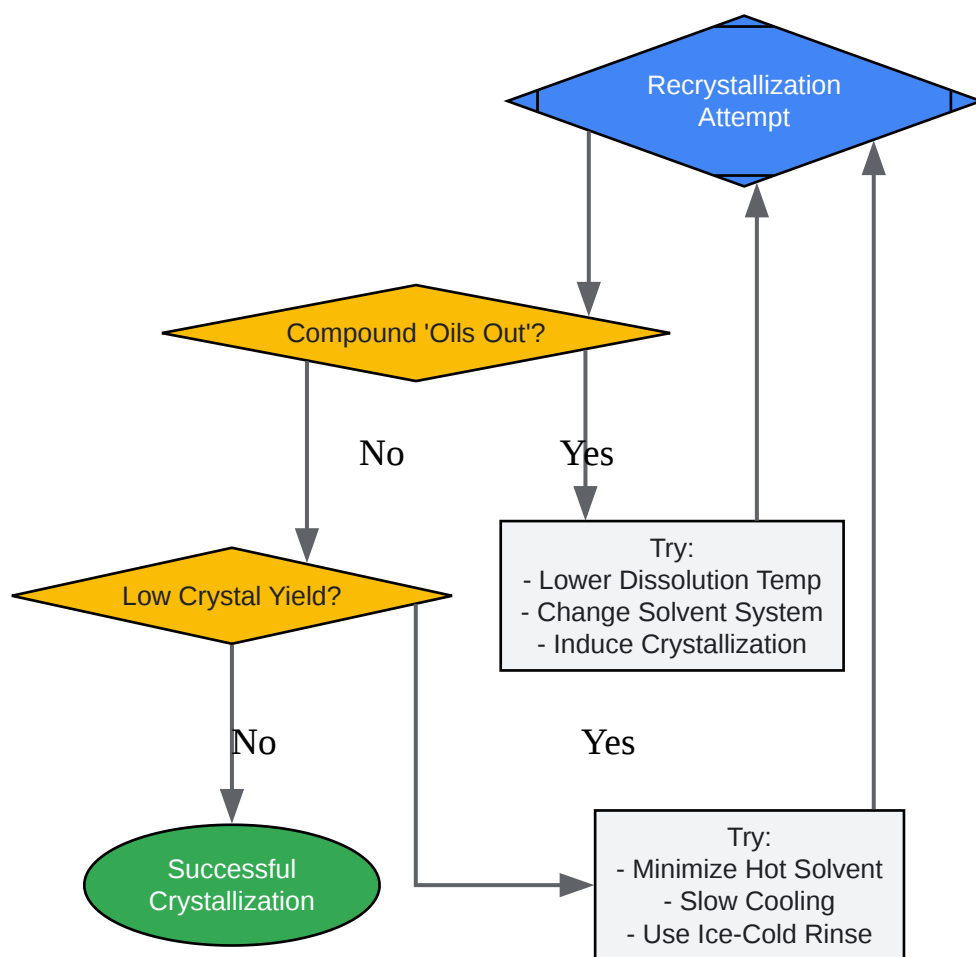 Recrystallization
Attempt
Compound 'Oils Out'?
No
Yes
Try:
- Lower Dissolution Temp
- Change Solvent System
- Induce Crystallization
Low Crystal Yield?
No
Yes
Successful
Crystallization
Try:
- Minimize Hot Solvent
- Slow Cooling
- Use Ice-Cold Rinse